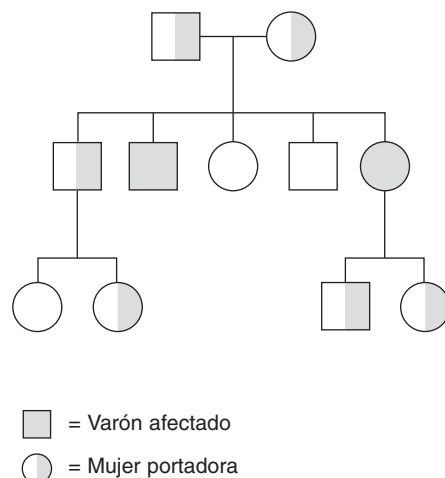 = Varón afectado
= Mujer portadora